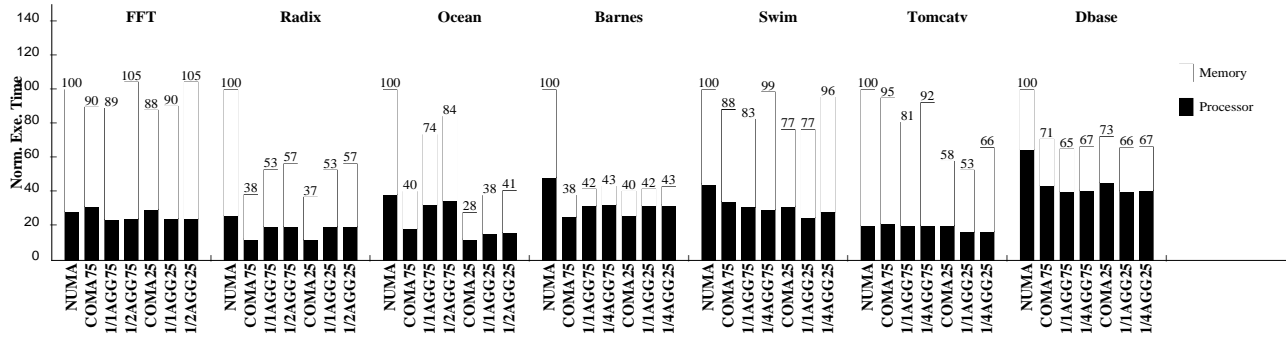 FFT Radix Ocean Barnes Swim Tomcatv Dbase
Norm. Exe. Time
140
120
100
80
60
40
20
0
100 90 89 105 88 90 105
100 38 53 57 37 53 57
100 40 74 84 28 38 41
100 38 42 43 40 42 43
100 88 83 99 77 77 96
100 95 81 92 58 53 66
100 71 65 67 73 66 67
Memory
Processor
NUMA COMA75 1/1AGG75 1/2AGG75 COMA25 1/1AGG25 1/2AGG25
NUMA COMA75 1/1AGG75 1/2AGG75 COMA25 1/1AGG25 1/2AGG25
NUMA COMA75 1/1AGG75 1/2AGG75 COMA25 1/1AGG25 1/2AGG25
NUMA COMA75 1/1AGG75 1/4AGG75 COMA25 1/1AGG25 1/4AGG25
NUMA COMA75 1/1AGG75 1/4AGG75 COMA25 1/1AGG25 1/4AGG25
NUMA COMA75 1/1AGG75 1/4AGG75 COMA25 1/1AGG25 1/4AGG25
NUMA COMA75 1/1AGG75 1/4AGG75 COMA25 1/1AGG25 1/4AGG25